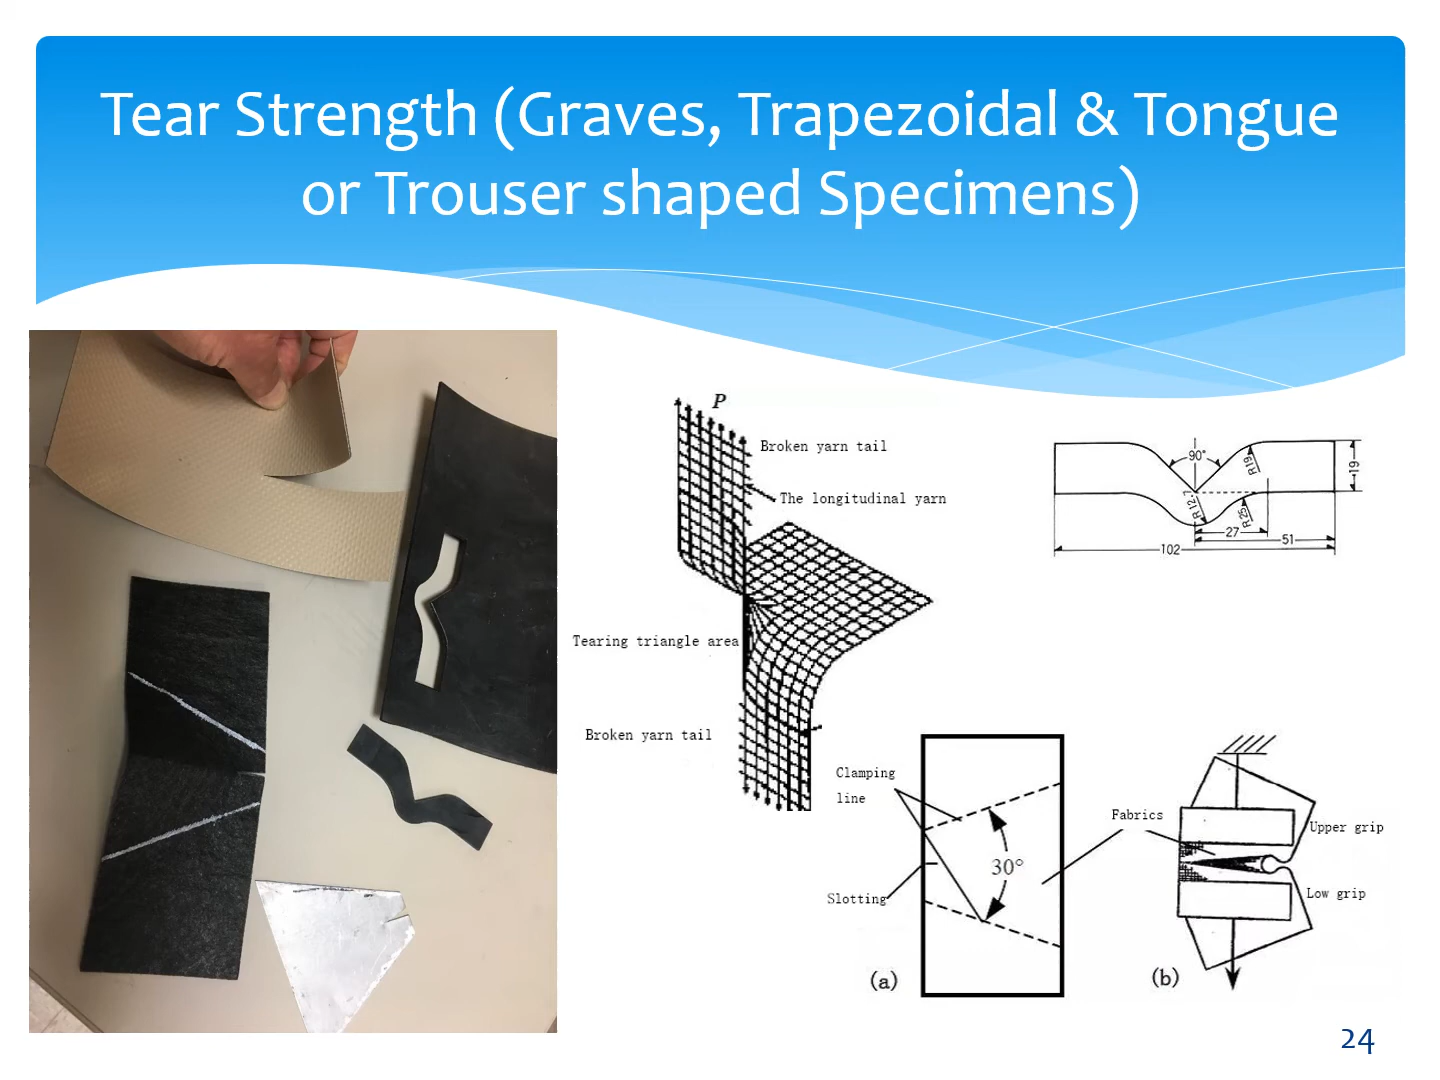 Tear Strength (Graves, Trapezoidal & Tongue
or Trouser shaped Specimens)
P
Broken yarn tail
The longitudinal yarn
Tearing triangle area
Broken yarn tail
90°
R19
19
R12.7
R25
27
51
102
Clamping
line
Slotting
30°
(a)
Fabrics
Upper grip
Low grip
(b)
24